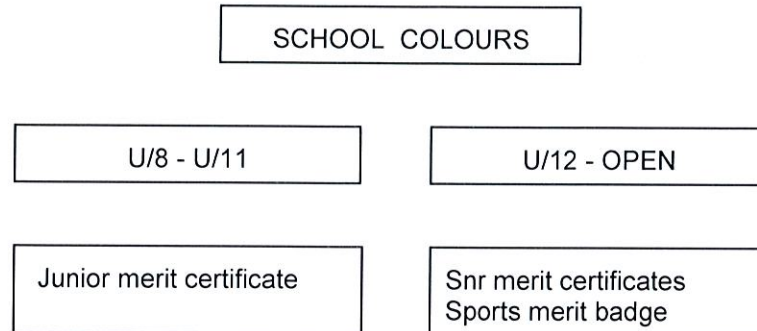 SCHOOL COLOURS
U/8 - U/11
U/12 - OPEN
Junior merit certificate
Snr merit certificates
Sports merit badge